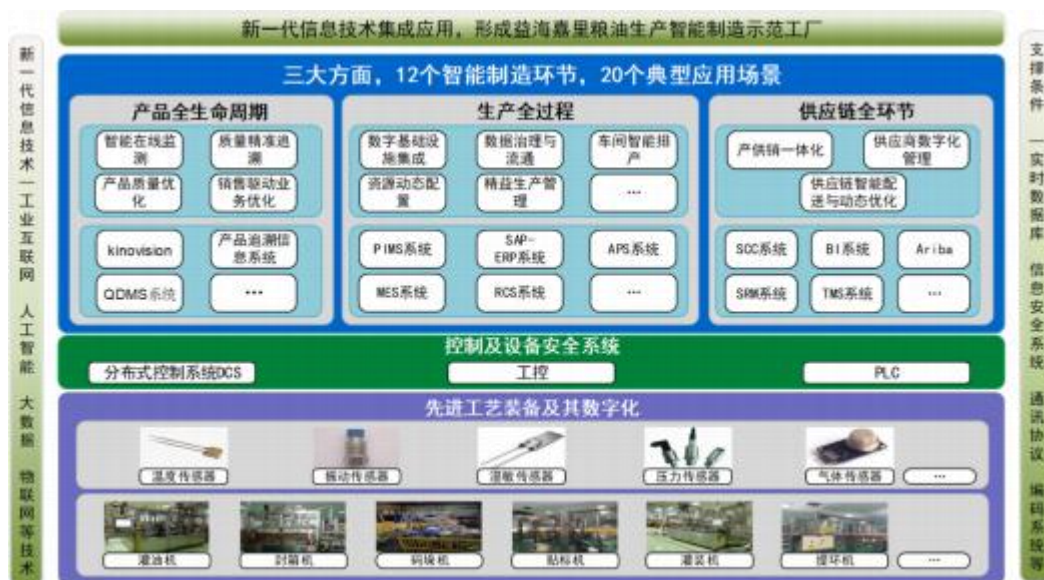 新一代信息技术集成应用，形成益海嘉里粮油生产智能制造示范工厂
新一代信息技术—工业互联网 人工智能 大数据 物联网等技术
三大方面，12个智能制造环节，20个典型应用场景
产品全生命周期
智能在线监
测
质量精准追
溯
产品质量优
化
销售驱动业
务优化
kinovision
产品追溯信
息系统
QDMS系统
...
生产全过程
数字基础设
施集成
数据治理与
流通
车间智能排
产
资源动态配
置
精益生产管
理
...
PIMS系统
SAP-
ERP系统
APS系统
MES系统
RCS系统
...
供应链全环节
产供销一体化
供应商数字化
管理
供应链智能配
送与动态优化
SCC系统
BI系统
Ariba
SRM系统
TMS系统
...
控制及设备安全系统
分布式控制系统DCS
工控
PLC
先进工艺装备及其数字化
温度传感器
振动传感器
湿敏传感器
压力传感器
气体传感器
...
灌油机
封箱机
码垛机
贴标机
灌装机
提环机
...
支撑条件—实时数据库 信息安全系统 通讯协议 编码系统等